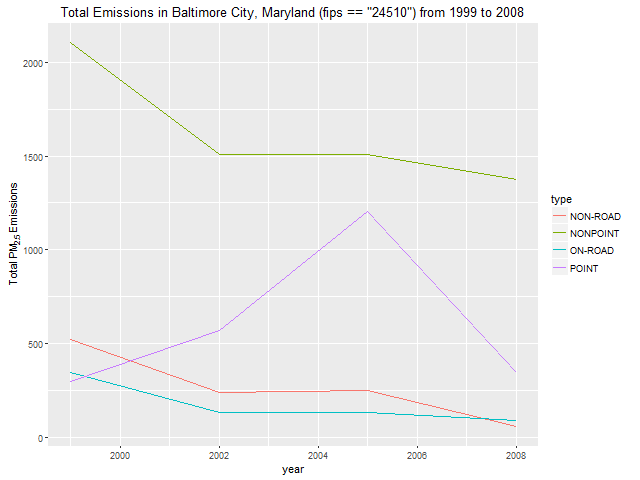 Total Emissions in Baltimore City, Maryland (fips == "24510") from 1999 to 2008
Total PM2.5 Emissions
2000
1500
1000
500
0
2000 2002 2004 2006 2008
year
type
NON-ROAD
NONPOINT
ON-ROAD
POINT